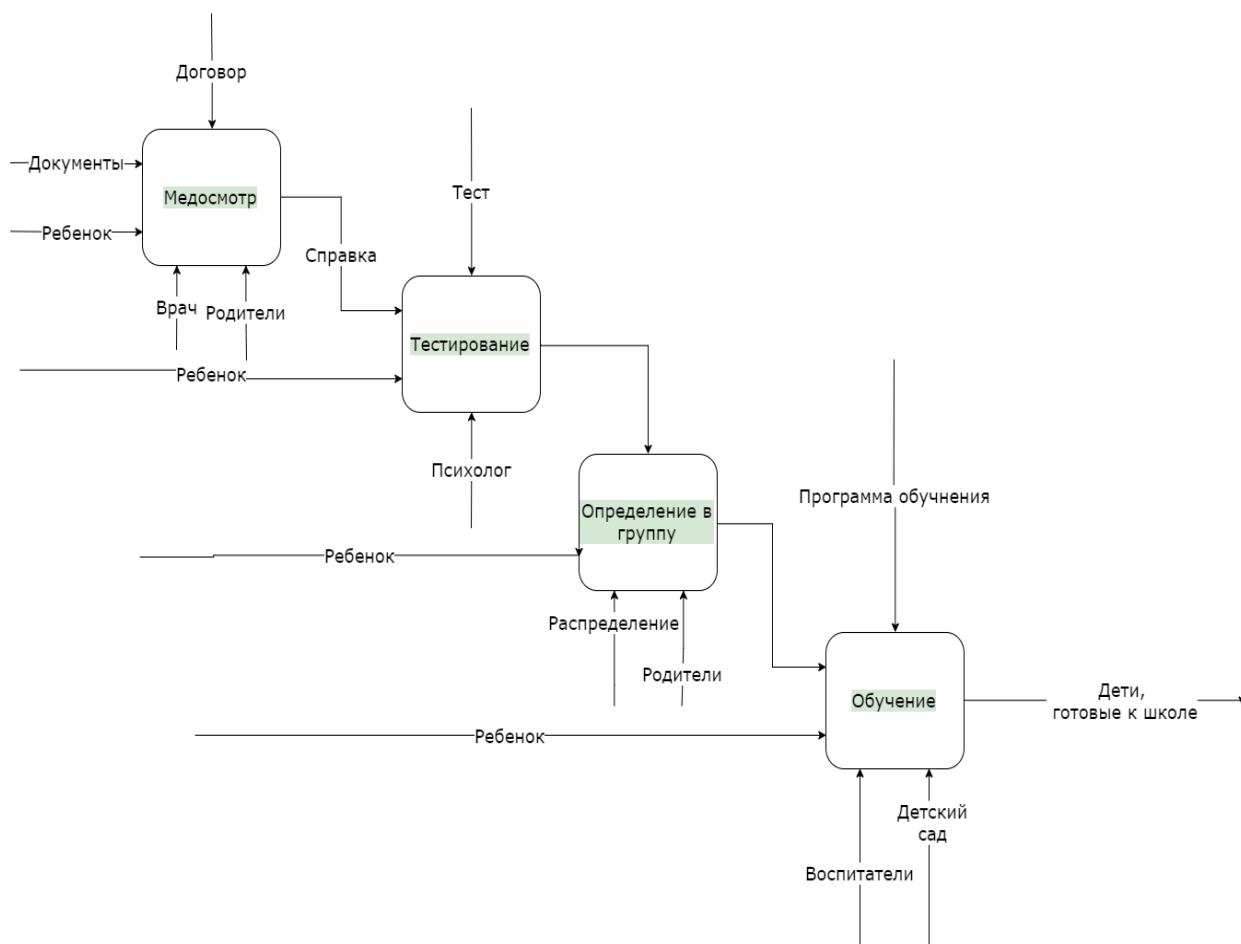 Договор
Документы
Медосмотр
Тест
Ребенок
Справка
Врач
Родители
Тестирование
Ребенок
Психолог
Программа обучнения
Определение в
группу
Ребенок
Распределение
Родители
Дети,
готовые к школе
Обучение
Ребенок
Детский
сад
Воспитатели